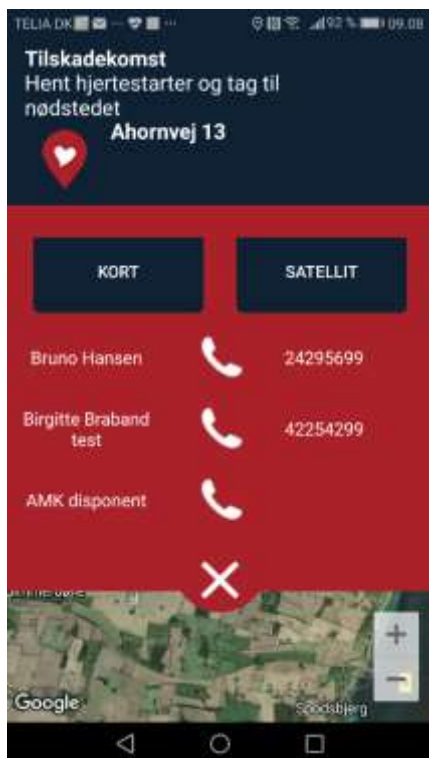 TELIA DK 92 % 09.08
Tilskadekomst
Hent hjertestarter og tag til
nødstedet
Ahornvej 13
KORT SATELLIT
Bruno Hansen 24295699
Birgitte Braband
test
42254299
AMK disponent
Google
Spodsbjerg